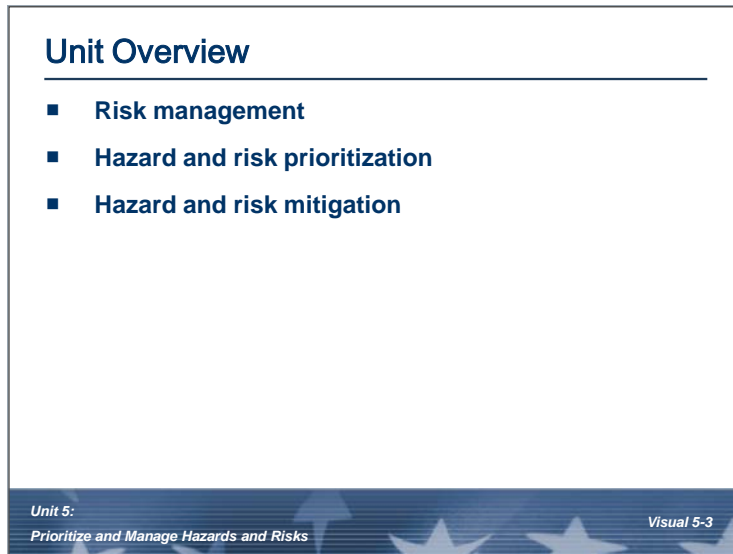 Unit Overview
■ Risk management
■ Hazard and risk prioritization
■ Hazard and risk mitigation
Unit 5:
Prioritize and Manage Hazards and Risks
Visual 5-3